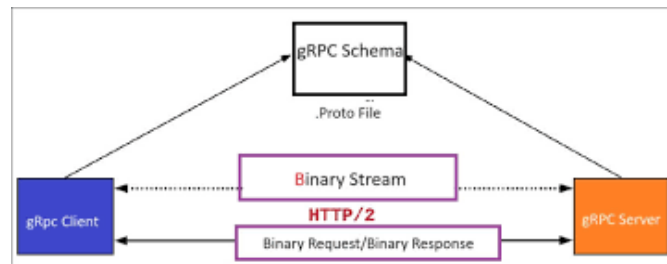 gRPC Schema
.Proto File
Binary Stream
gRpc Client
gRPC Server
HTTP/2
Binary Request/Binary Response